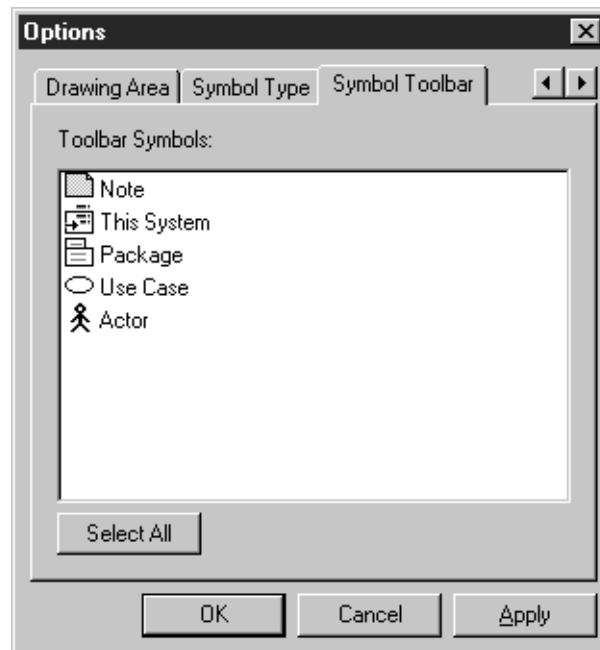 Options
Drawing Area Symbol Type Symbol Toolbar
Toolbar Symbols:
Note
This System
Package
Use Case
Actor
Select All
OK Cancel Apply